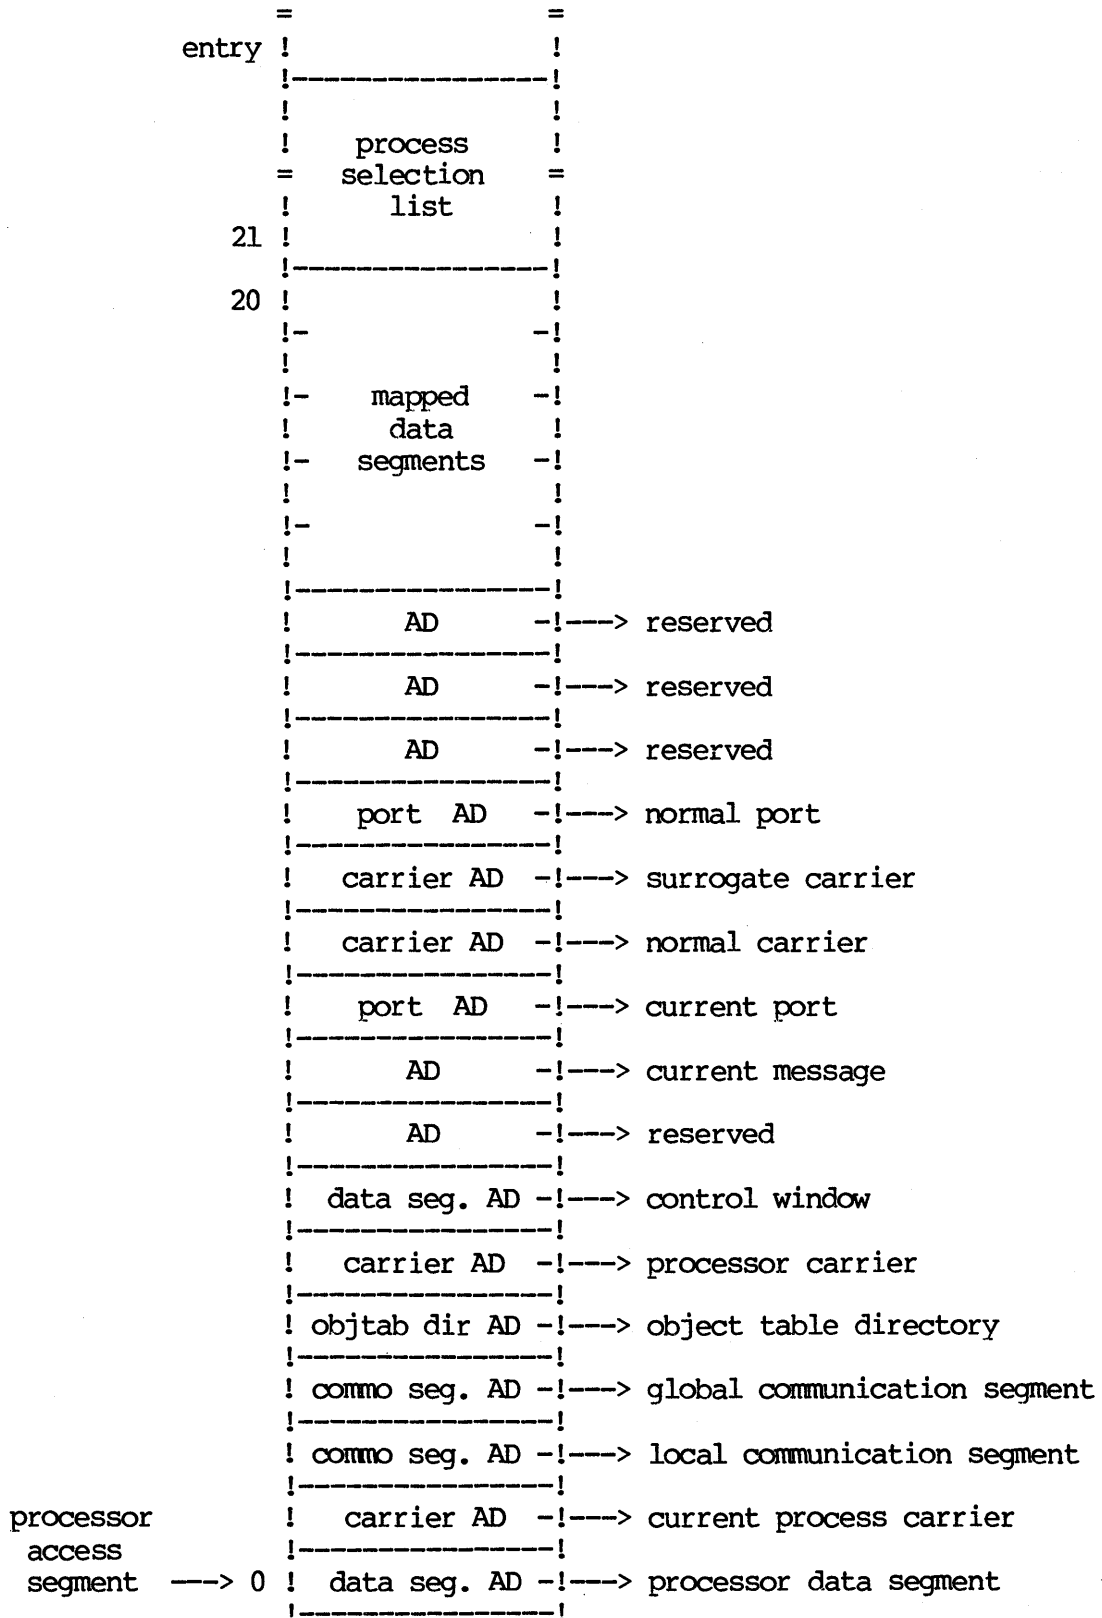 = =
entry ! !
!----------------!
! !
! process !
= selection =
! list !
21 ! !
!----------------!
20 ! !
!- -!
! !
!- mapped -!
! data !
!- segments -!
! !
!- -!
! !
!----------------!
! AD -!---> reserved
!----------------!
! AD -!---> reserved
!----------------!
! AD -!---> reserved
!----------------!
! port AD -!---> normal port
!----------------!
! carrier AD -!---> surrogate carrier
!----------------!
! carrier AD -!---> normal carrier
!----------------!
! port AD -!---> current port
!----------------!
! AD -!---> current message
!----------------!
! AD -!---> reserved
!----------------!
! data seg. AD -!---> control window
!----------------!
! carrier AD -!---> processor carrier
!----------------!
! objtab dir AD -!---> object table directory
!----------------!
! commo seg. AD -!---> global communication segment
!----------------!
! commo seg. AD -!---> local communication segment
!----------------!
processor ! carrier AD -!---> current process carrier
access !----------------!
segment ---> 0 ! data seg. AD -!---> processor data segment
!----------------!